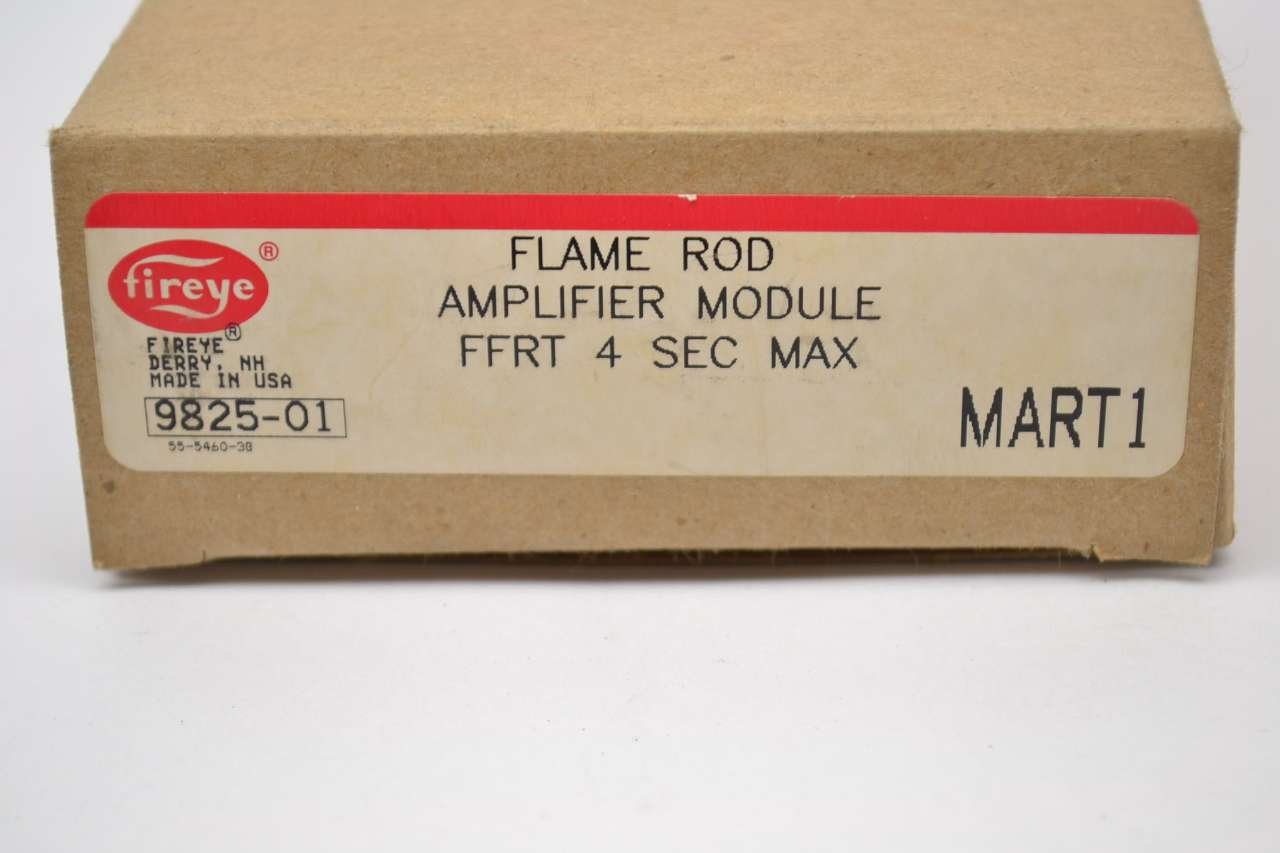 FLAME ROD
AMPLIFIER MODULE
FFRT 4 SEC MAX
fireye®
FIREYE®
DERRY, NH
MADE IN USA
9825-01
55-5460-3B
MART1